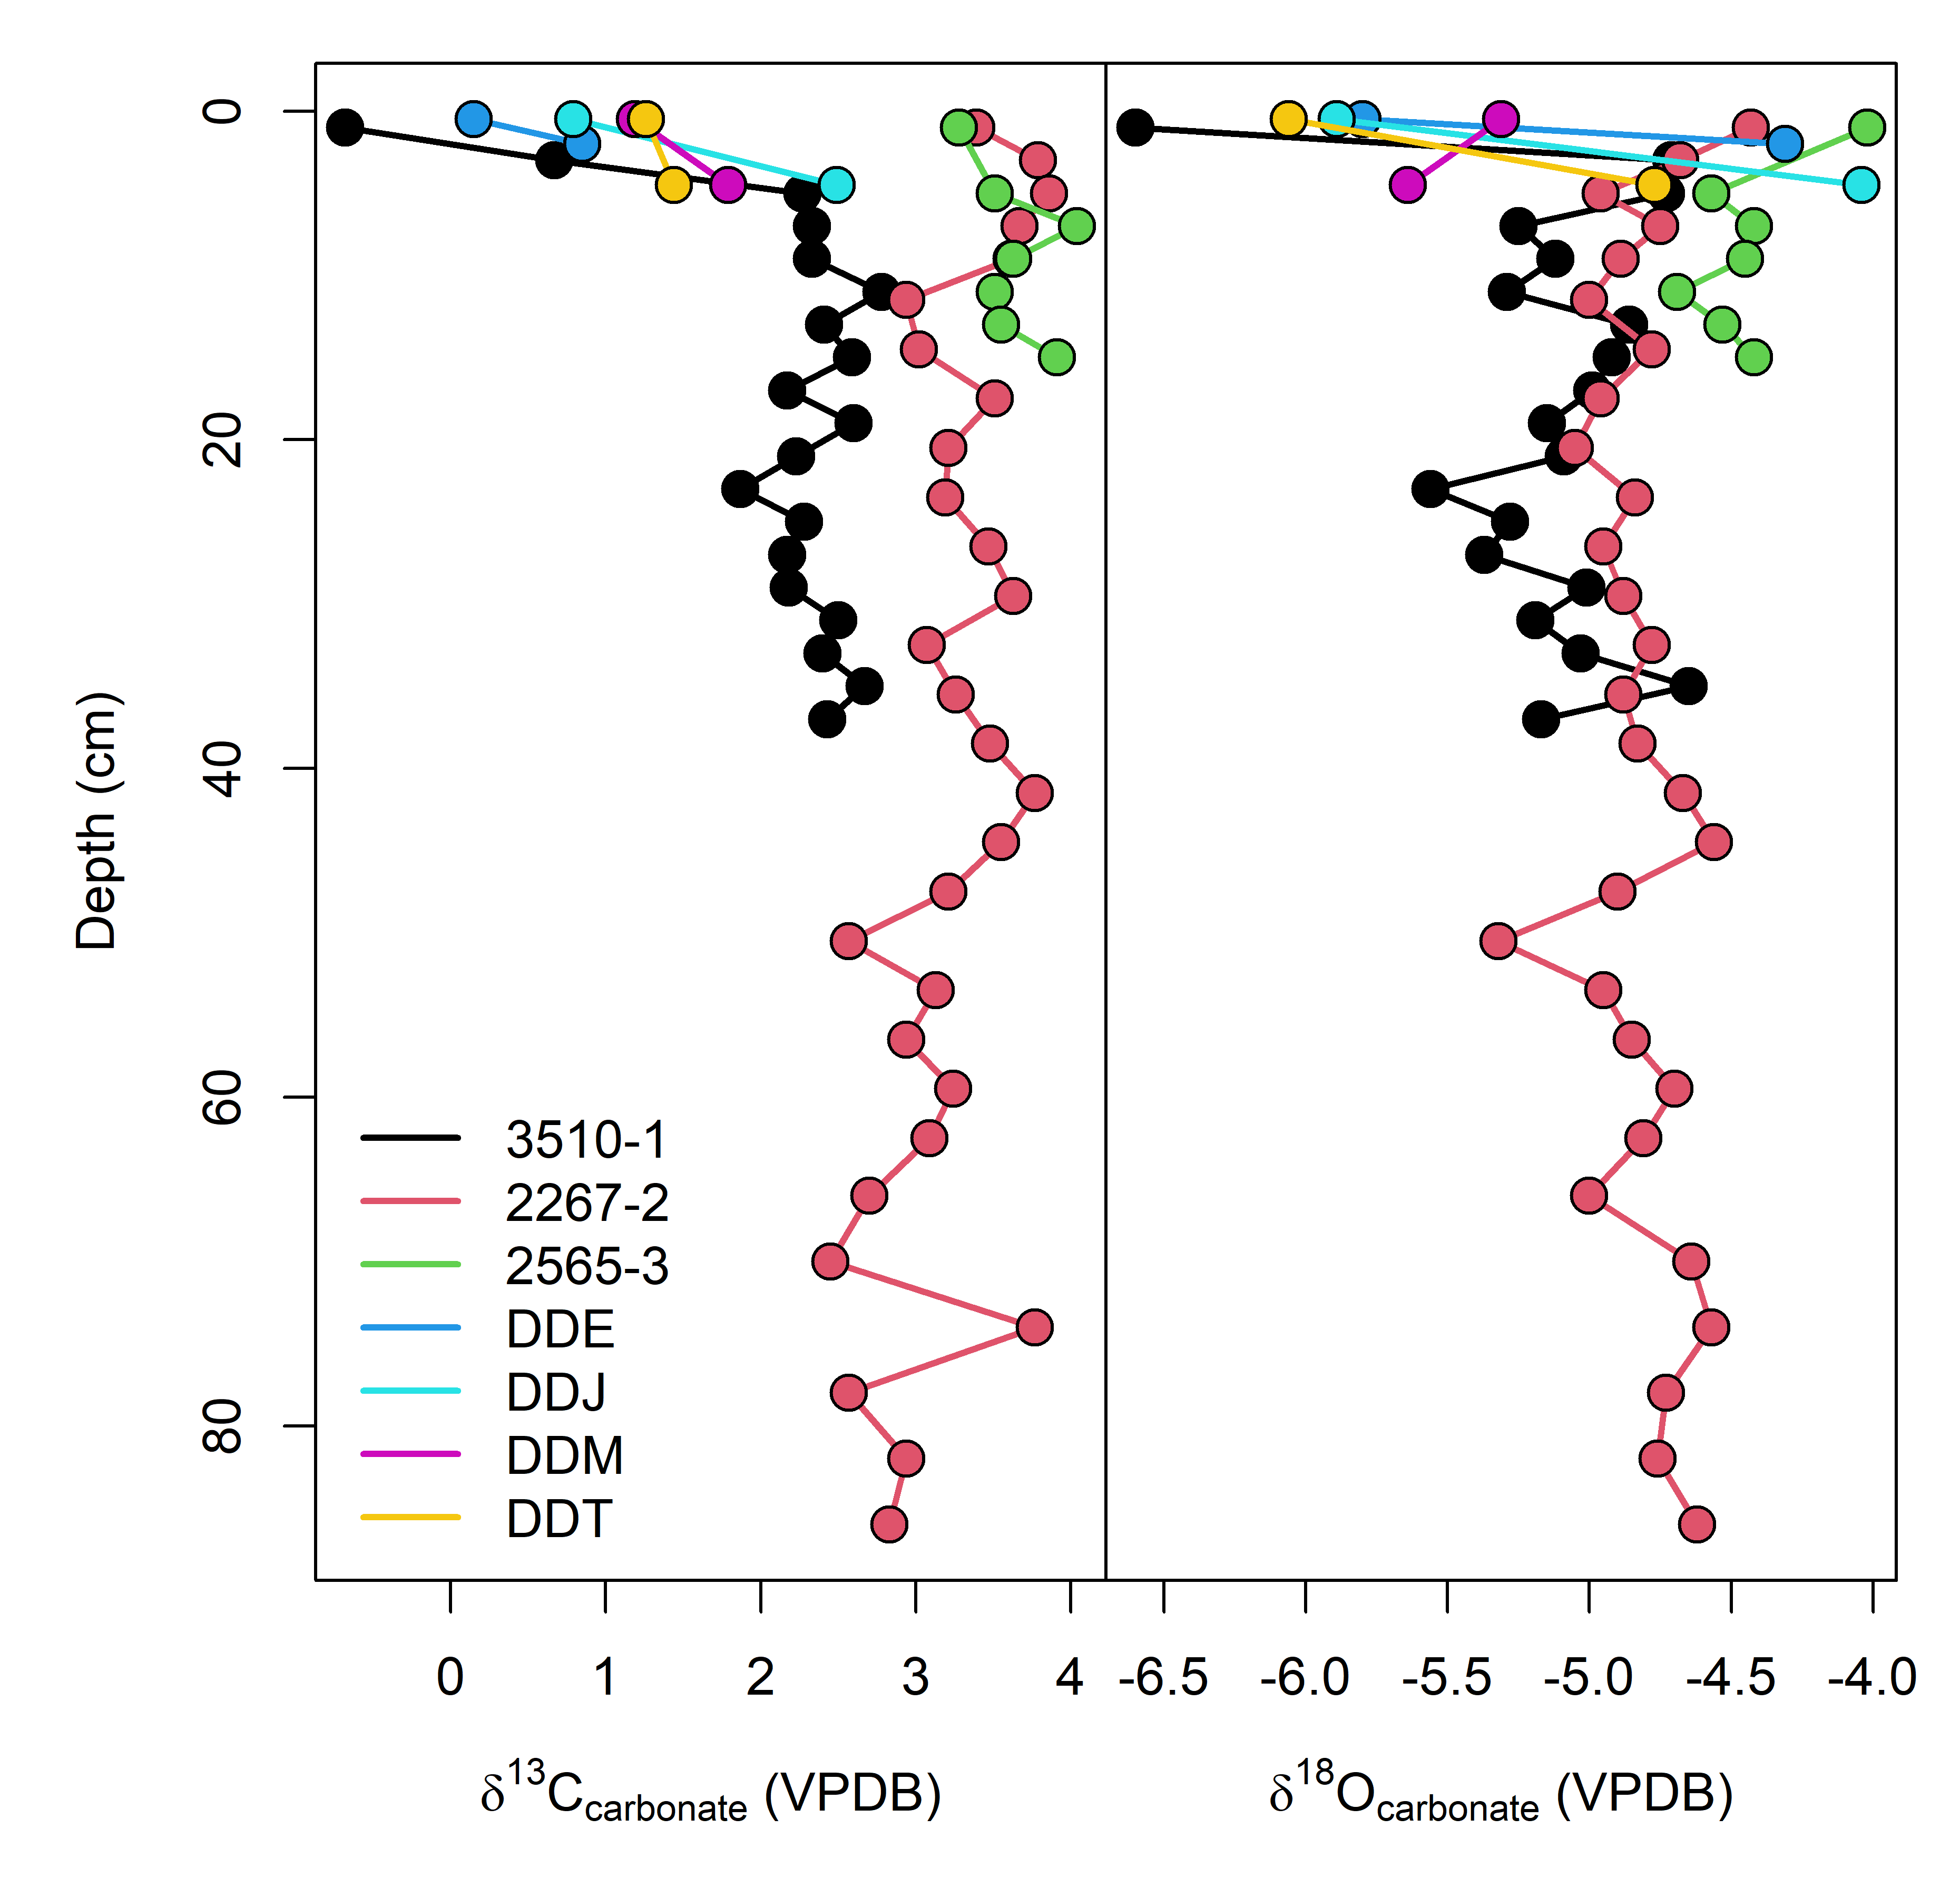 0
20
40
60
80
Depth (cm)
3510-1
2267-2
2565-3
DDE
DDJ
DDM
DDT
0 1 2 3 4 -6.5 -6.0 -5.5 -5.0 -4.5 -4.0
δ¹³Ccarbonate (VPDB) δ¹⁸Ocarbonate (VPDB)